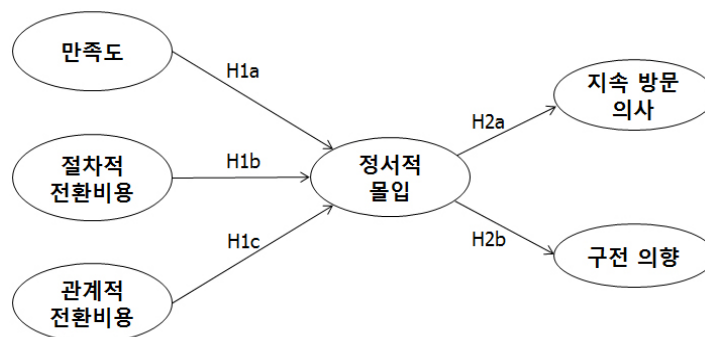 만족도
H1a
절차적
전환비용
H1b
관계적
전환비용
H1c
정서적
몰입
H2a
지속 방문
의사
H2b
구전 의향